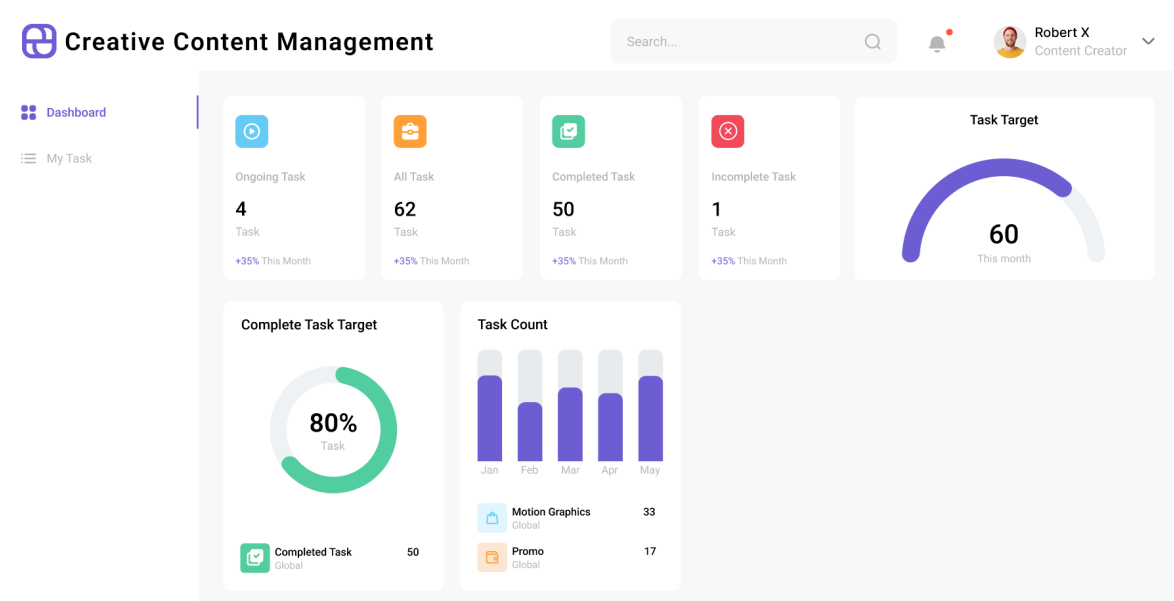 Creative Content Management
Search...
Robert X
Content Creator
Dashboard
My Task
Ongoing Task
4
Task
+35% This Month
All Task
62
Task
+35% This Month
Completed Task
50
Task
+35% This Month
Incomplete Task
1
Task
+35% This Month
Task Target
60
This month
Complete Task Target
80%
Task
Completed Task 50
Global
Task Count
Jan Feb Mar Apr May
Motion Graphics 33
Global
Promo 17
Global